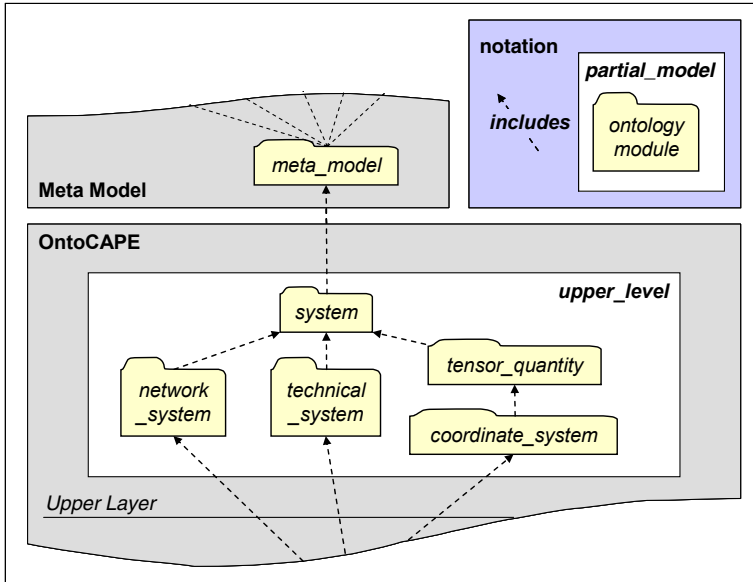 notation
partial_model
includes
ontology
module
meta_model
Meta Model
OntoCAPE
upper_level
system
network
_system
technical
_system
tensor_quantity
coordinate_system
Upper Layer